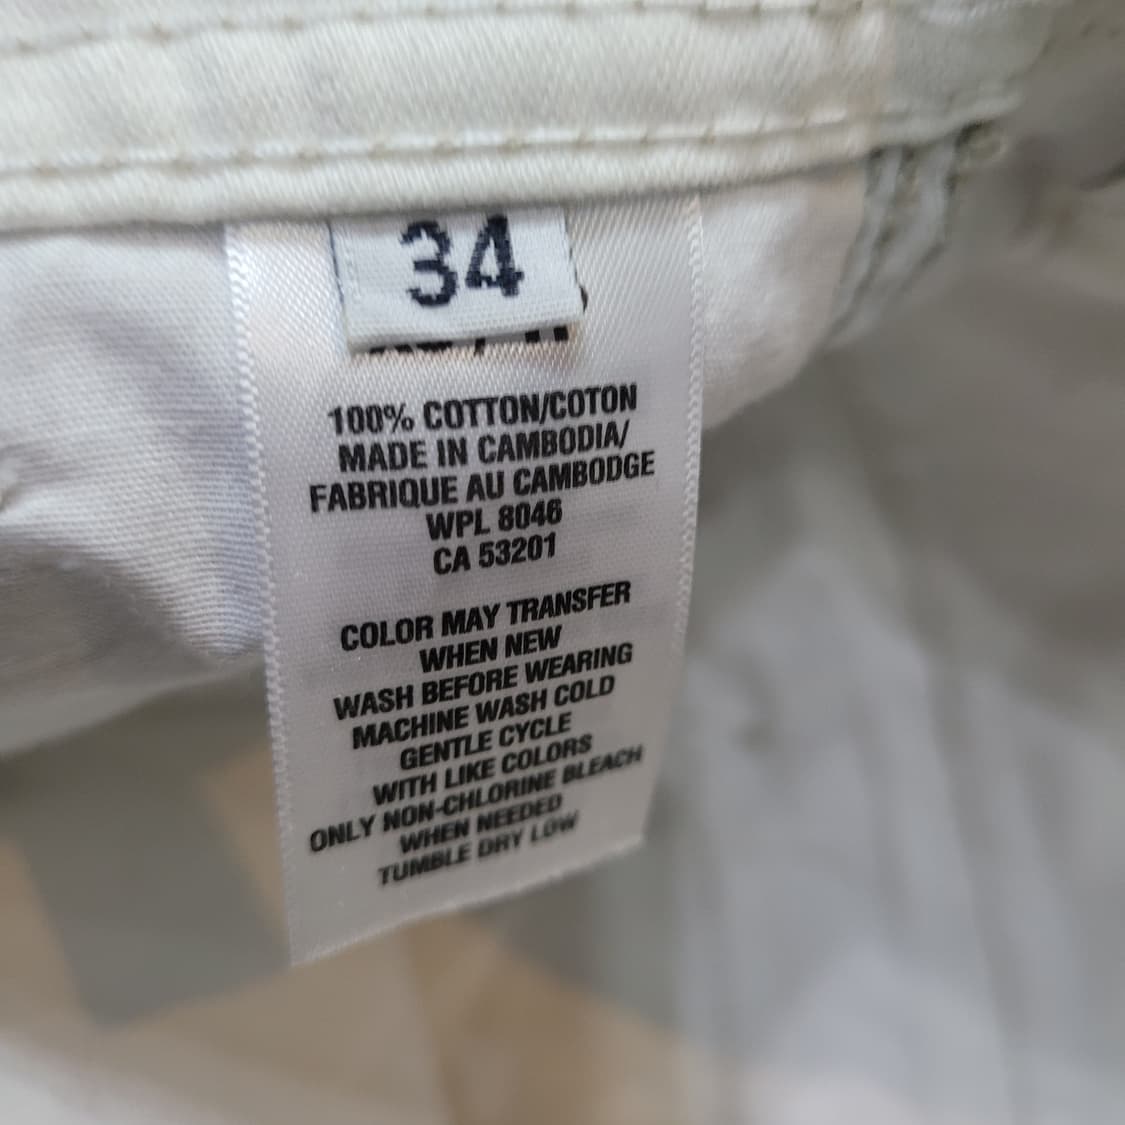 34
100% COTTON/COTON
MADE IN CAMBODIA/
FABRIQUE AU CAMBODGE
WPL 8046
CA 53201
COLOR MAY TRANSFER
WHEN NEW
WASH BEFORE WEARING
MACHINE WASH COLD
GENTLE CYCLE
WITH LIKE COLORS
ONLY NON-CHLORINE BLEACH
WHEN NEEDED
TUMBLE DRY LOW